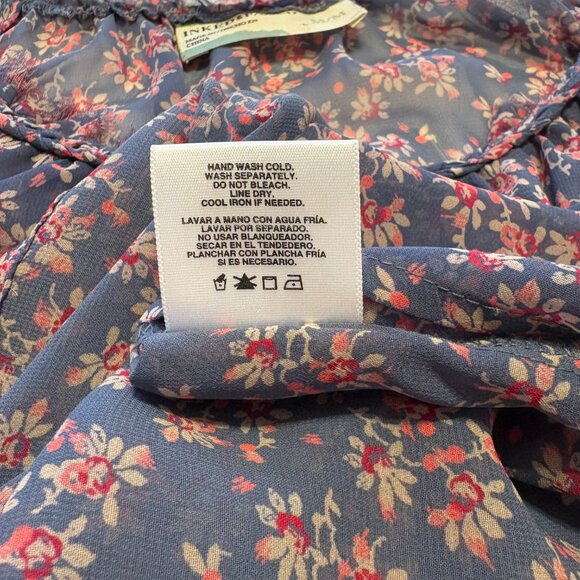 HAND WASH COLD.
WASH SEPARATELY.
DO NOT BLEACH.
LINE DRY.
COOL IRON IF NEEDED.
LAVAR A MANO CON AGUA FRÍA.
LAVAR POR SEPARADO.
NO USAR BLANQUEADOR.
SECAR EN EL TENDEDERO.
PLANCHAR CON PLANCHA FRÍA
SI ES NECESARIO.